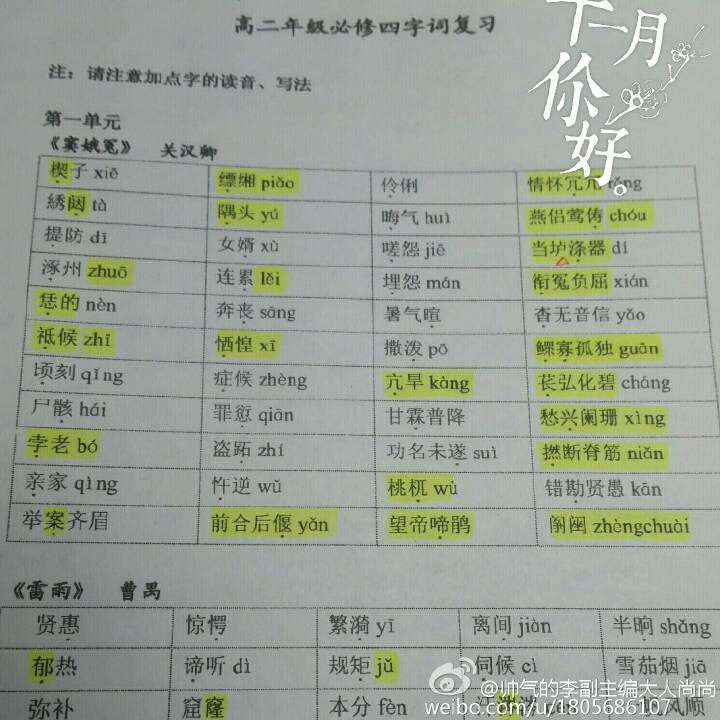 高二年级必修四字词复习
十一月你好。
注：请注意加点字的读音、写法
第一单元
《窦娥冤》 关汉卿
楔子 xiē 缥缃 piǎo 伶俐 情怀冗冗 rǒng
綉闼 tà 隅头 yú 晦气 huì 燕侣莺俦 chóu
提防 dī 女婿 xù 嗟怨 jiē 当垆涤器 dí
涿州 zhuō 连累 lěi 埋怨 mán 衔冤负屈 xián
恁的 nèn 奔丧 sāng 暑气暄 杳无音信 yǎo
祗候 zhī 恓惶 xī 撒泼 pō 鳏寡孤独 guān
顷刻 qǐng 症候 zhèng 亢旱 kàng 苌弘化碧 cháng
尸骸 hái 罪愆 qiān 甘霖普降 愁兴阑珊 xìng
孛老 bó 盗跖 zhí 功名未遂 suì 撚断脊筋 niǎn
亲家 qìng 忤逆 wǔ 桃杌 wù 错勘贤愚 kān
举案齐眉 前合后偃 yǎn 望帝啼鹃 阐阄 zhèngchuài
《雷雨》 曹禺
贤惠 惊愕 繁漪 yī 离间 jiàn 半晌 shǎng
郁热 谛听 dì 规矩 jǔ 伺候 cì 雪茄烟 jiā
弥补 窟窿 本分 fèn 风顺
@帅气的李副主编大人尚尚
weibo.com/u/1805686107